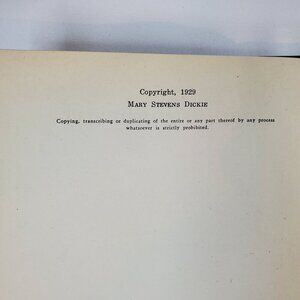 Copyright, 1929
MARY STEVENS DICKIE
Copying, transcribing or duplicating of the entire or any part thereof by any process
whatsoever is strictly prohibited.